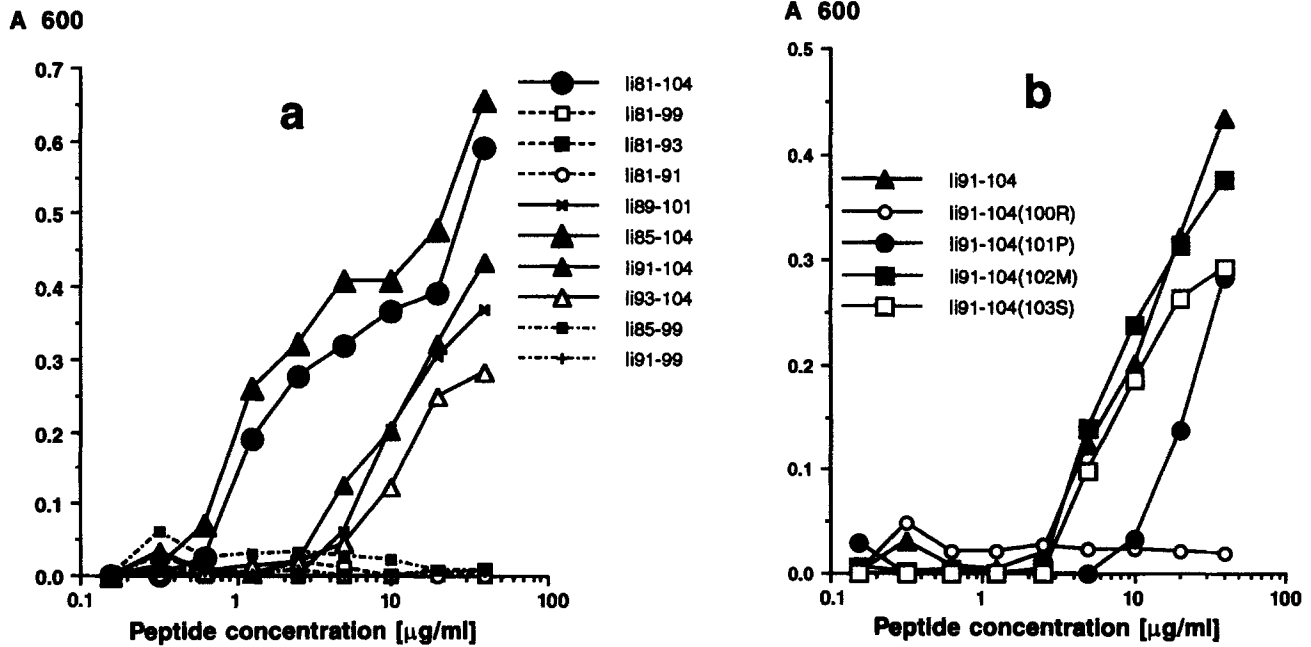 A 600
a
0.7
0.6
0.5
0.4
0.3
0.2
0.1
0.0
0.1
1
10
100
Peptide concentration [μg/ml]
Ii81-104
Ii81-99
Ii81-93
Ii81-91
Ii89-101
Ii85-104
Ii91-104
Ii93-104
Ii85-99
Ii91-99
A 600
b
0.5
0.4
0.3
0.2
0.1
0.0
0.1
1
10
100
Peptide concentration [μg/ml]
Ii91-104
Ii91-104(100R)
Ii91-104(101P)
Ii91-104(102M)
Ii91-104(103S)